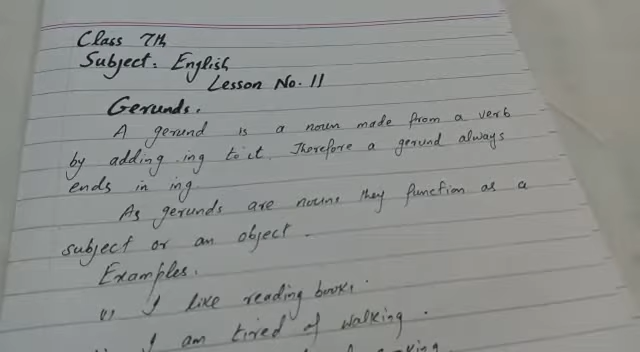 Class 7th
Subject: English
Lesson No. 11
Gerunds.
A gerund is a noun made from a verb
by adding .ing to it. Therefore a gerund always
ends in ing.
As gerunds are nouns they function as a
subject or an object.
Examples.
(i) I like reading books.
I am tired of walking.